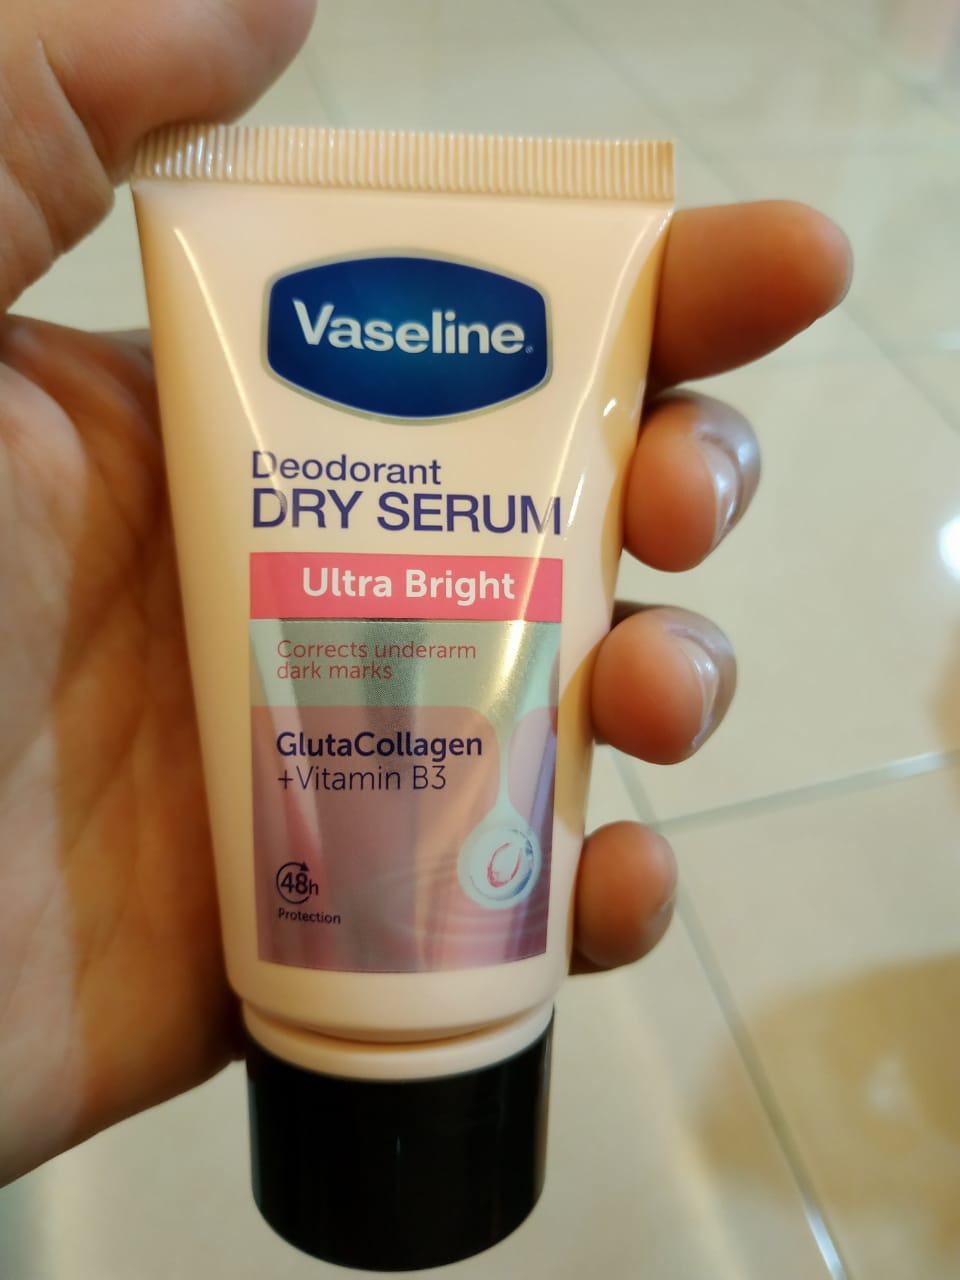 Vaseline®
Deodorant
DRY SERUM
Ultra Bright
Corrects underarm
dark marks
GlutaCollagen
+Vitamin B3
48h
Protection